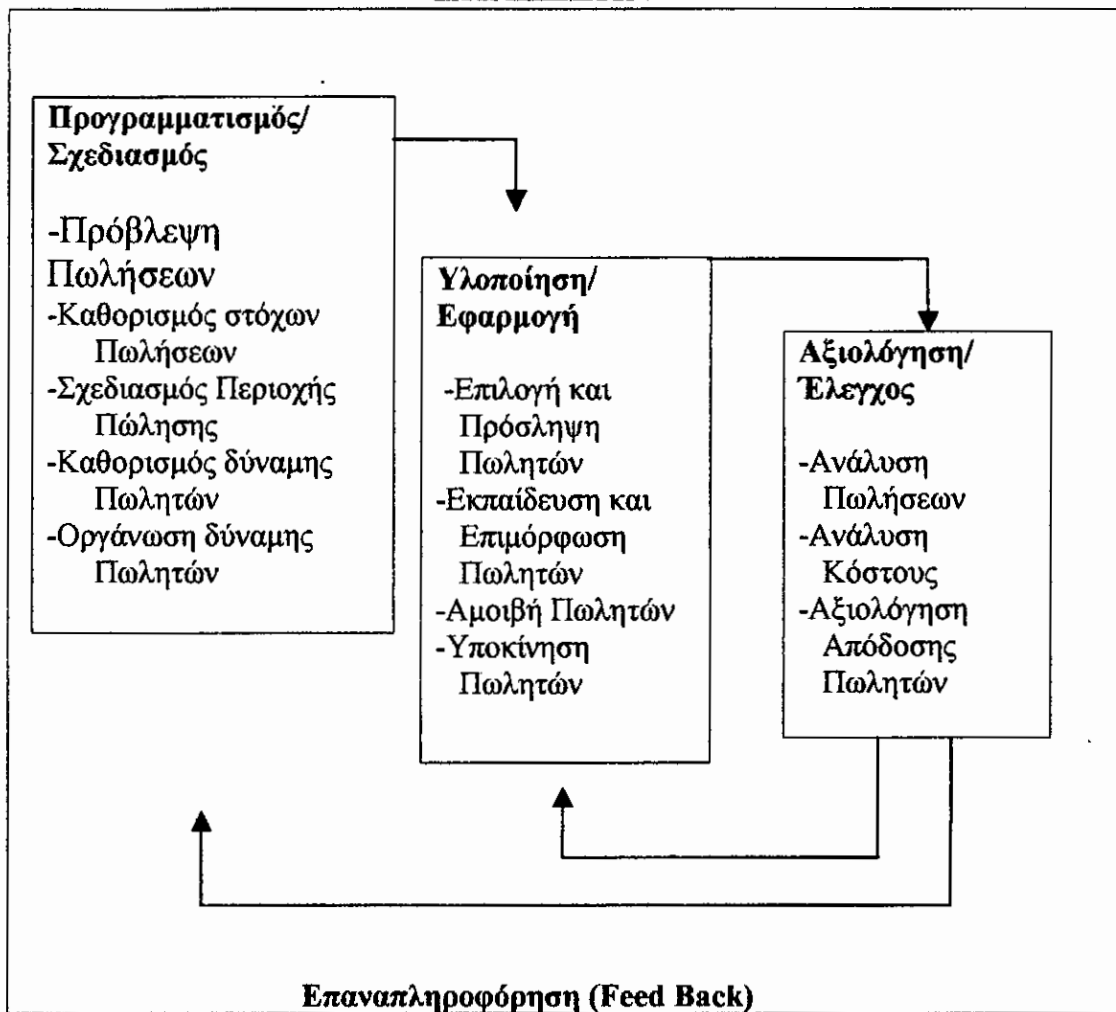 Προγραμματισμός/
Σχεδιασμός
-Πρόβλεψη
Πωλήσεων
-Καθορισμός στόχων
Πωλήσεων
-Σχεδιασμός Περιοχής
Πώλησης
-Καθορισμός δύναμης
Πωλητών
-Οργάνωση δύναμης
Πωλητών
Υλοποίηση/
Εφαρμογή
-Επιλογή και
Πρόσληψη
Πωλητών
-Εκπαίδευση και
Επιμόρφωση
Πωλητών
-Αμοιβή Πωλητών
-Υποκίνηση
Πωλητών
Αξιολόγηση/
Έλεγχος
-Ανάλυση
Πωλήσεων
-Ανάλυση
Κόστους
-Αξιολόγηση
Απόδοσης
Πωλητών
Επαναπληροφόρηση (Feed Back)